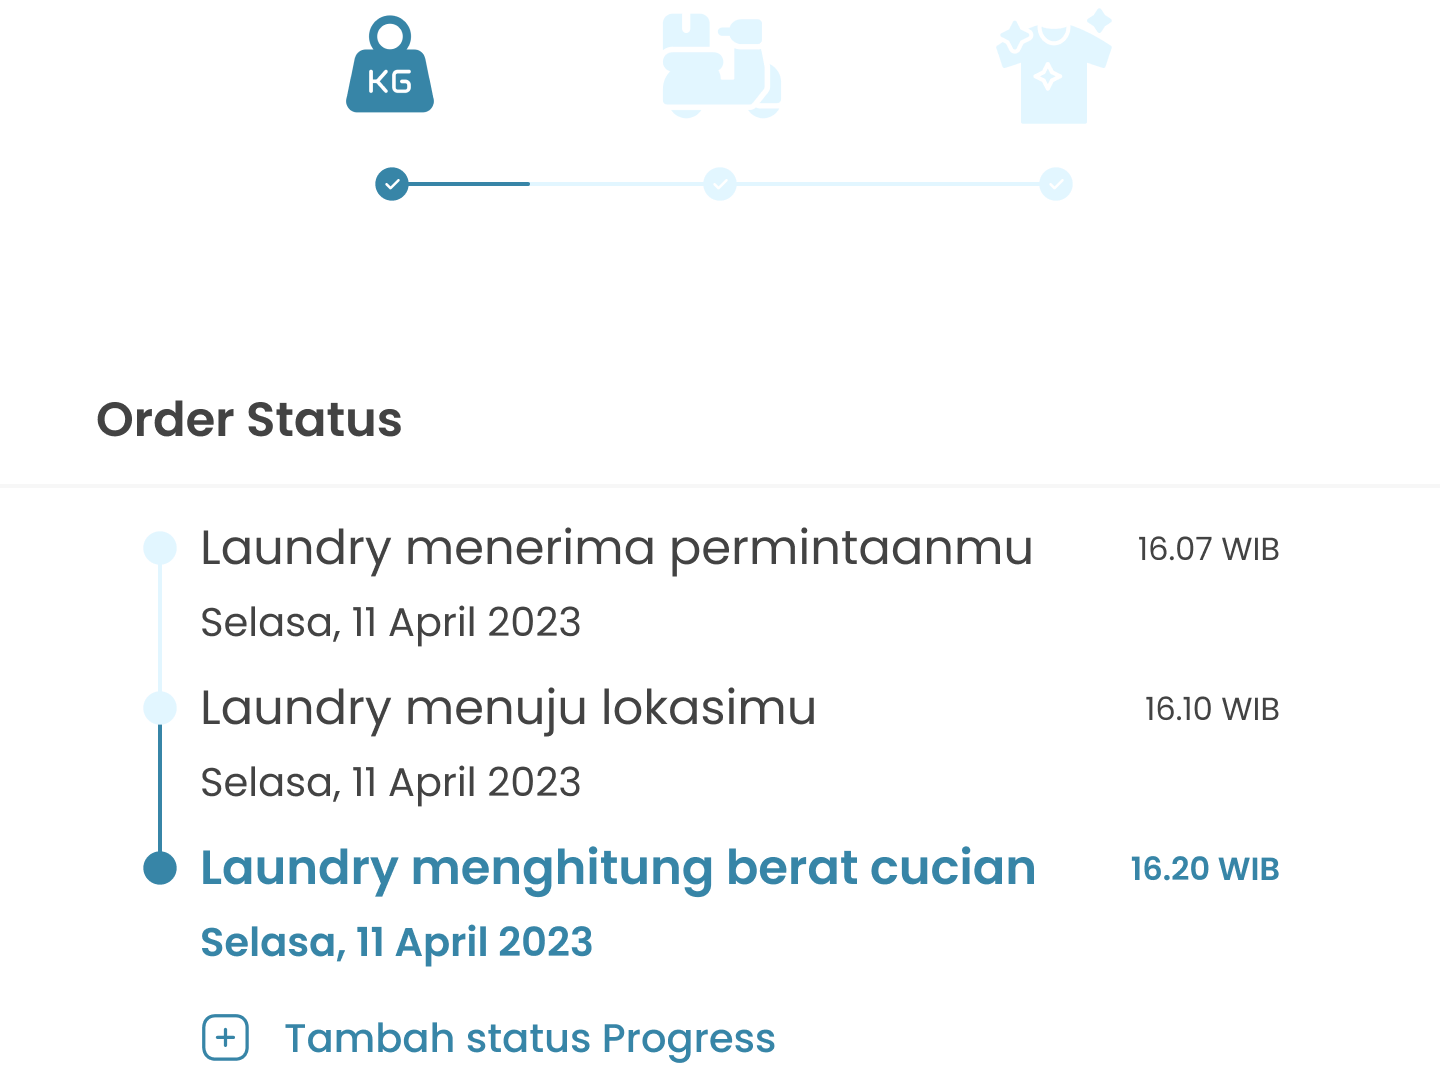 KG
Order Status
Laundry menerima permintaanmu 16.07 WIB
Selasa, 11 April 2023
Laundry menuju lokasimu 16.10 WIB
Selasa, 11 April 2023
Laundry menghitung berat cucian 16.20 WIB
Selasa, 11 April 2023
Tambah status Progress